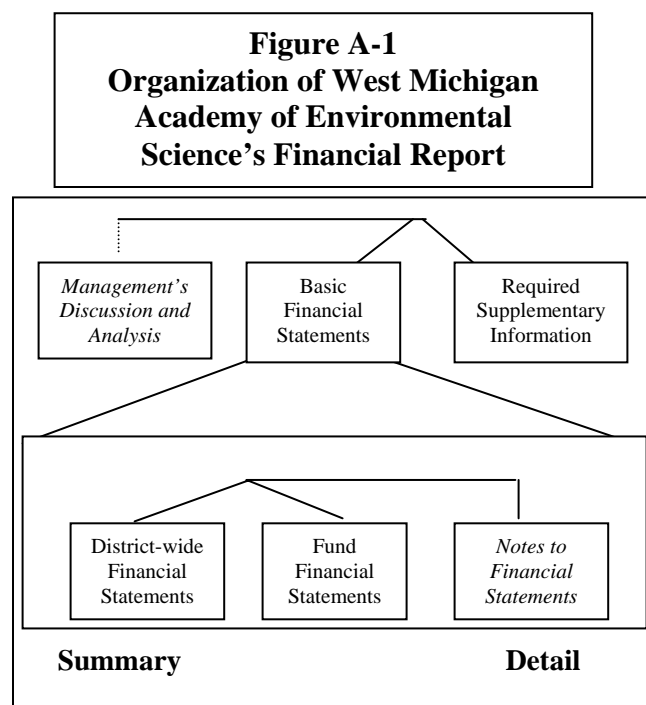 Figure A-1
Organization of West Michigan
Academy of Environmental
Science’s Financial Report
Management’s
Discussion and
Analysis
Basic
Financial
Statements
Required
Supplementary
Information
District-wide
Financial
Statements
Fund
Financial
Statements
Notes to
Financial
Statements
Summary
Detail